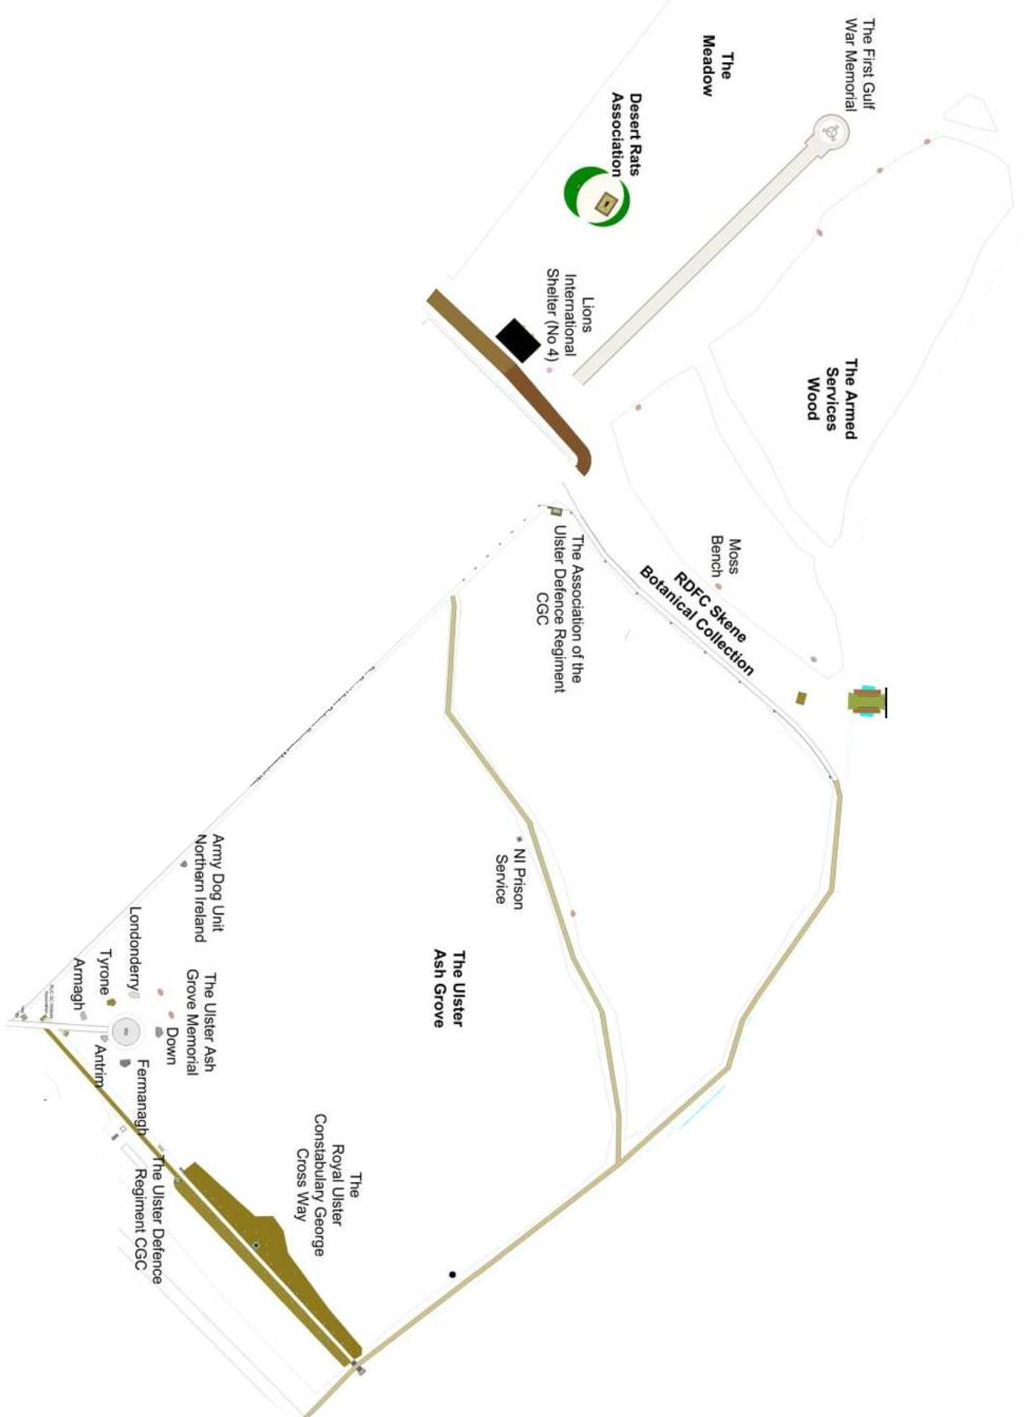 The First Gulf
War Memorial
The
Meadow
Desert Rats
Association
Lions
International
Shelter (No 4)
The Armed
Services
Wood
Moss
Bench
RDFC Skene
Botanical Collection
The Association of the
Ulster Defence Regiment
CGC
NI Prison
Service
Army Dog Unit
Northern Ireland
The Ulster
Ash Grove
Londonderry
Tyrone
Armagh
The Ulster Ash
Grove Memorial
Down
Antrim
Fermanagh
The
Royal Ulster
Constabulary George
Cross Way
The Ulster Defence
Regiment CGC